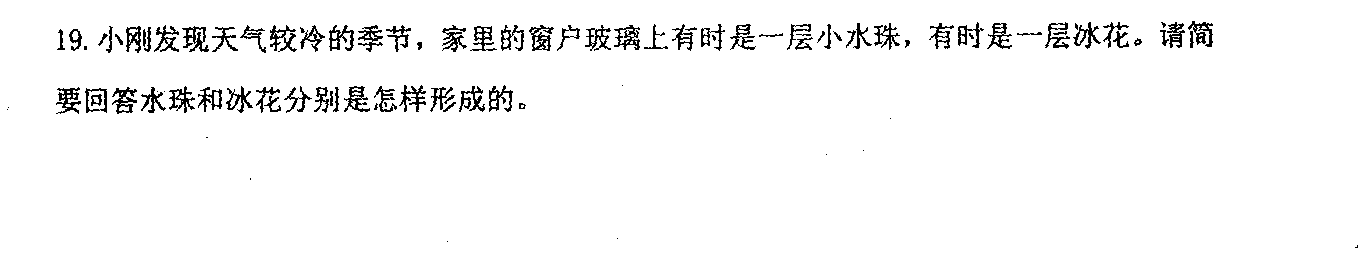 19. 小刚发现天气较冷的季节，家里的窗户玻璃上有时是一层小水珠，有时是一层冰花。请简
要回答水珠和冰花分别是怎样形成的。